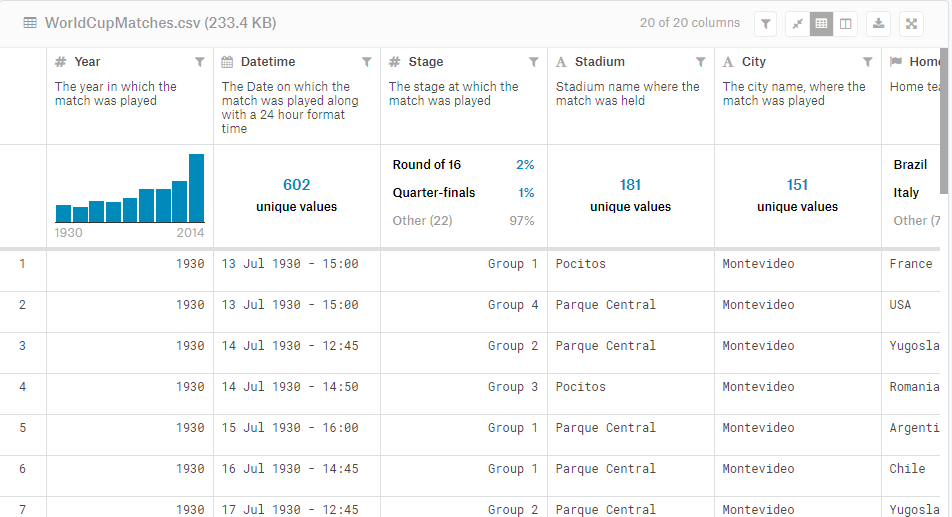 WorldCupMatches.csv (233.4 KB) 20 of 20 columns
# Year Datetime # Stage A Stadium A City Home
The year in which the match was played
The Date on which the match was played along with a 24 hour format time
The stage at which the match was played
Stadium name where the match was held
The city name, where the match was played
Home tea
1930 2014
602
unique values
Round of 16 2%
Quarter-finals 1%
Other (22) 97%
181
unique values
151
unique values
Brazil
Italy
Other (7
1 1930 13 Jul 1930 - 15:00 Group 1 Pocitos Montevideo France
2 1930 13 Jul 1930 - 15:00 Group 4 Parque Central Montevideo USA
3 1930 14 Jul 1930 - 12:45 Group 2 Parque Central Montevideo Yugosla
4 1930 14 Jul 1930 - 14:50 Group 3 Pocitos Montevideo Romania
5 1930 15 Jul 1930 - 16:00 Group 1 Parque Central Montevideo Argenti
6 1930 16 Jul 1930 - 14:45 Group 1 Parque Central Montevideo Chile
7 1930 17 Jul 1930 - 12:45 Group 2 Parque Central Montevideo Yugosla